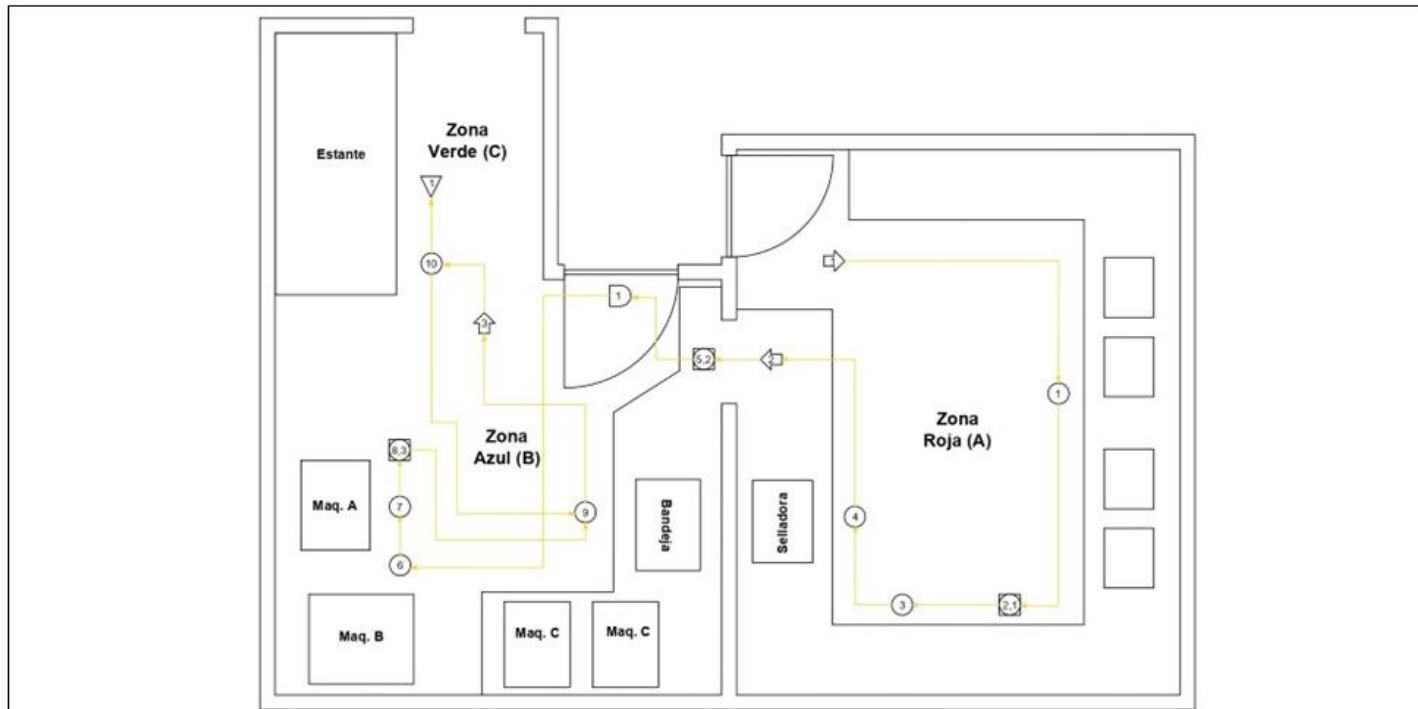 Zona
Verde (C)
Estante
1
10
1
1
3
5,2
2
1
Zona
Roja (A)
Zona
Azul (B)
8,3
Maq. A
7
9
Bandeja
Selladora
4
6
3
2,1
Maq. B
Maq. C
Maq. C